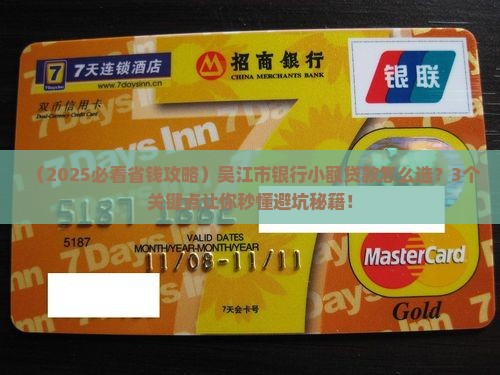 7天连锁酒店
www.7daysinn.cn
7
7daysinn
招商银行
CHINA MERCHANTS BANK
银联
双币信用卡
Dual-Currency Credit Card
7Days Inn
（2025必看省钱攻略）吴江市银行小额贷款怎么选？3个
关键点让你秒懂避坑秘籍！
5187
5187
VALID DATES
MONTH/YEAR-MONTH/YEAR
11/08-11/11
MasterCard
7天会卡号
Gold